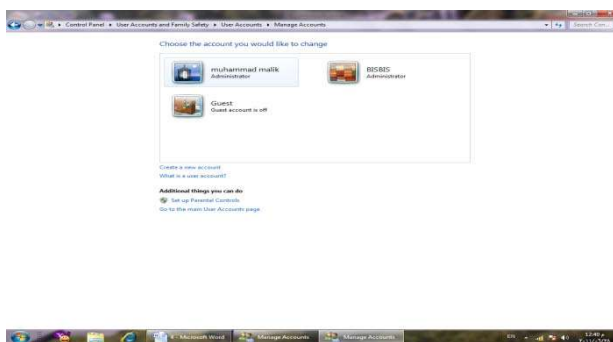 Control Panel ▸ User Accounts and Family Safety ▸ User Accounts ▸ Manage Accounts
Search Con...
Choose the account you would like to change
muhammad malik
Administrator
BISBIS
Administrator
Guest
Guest account is off
Create a new account
What is a user account?
Additional things you can do
Set up Parental Controls
Go to the main User Accounts page
- Microsoft Word
Manage Accounts
Manage Accounts
EN